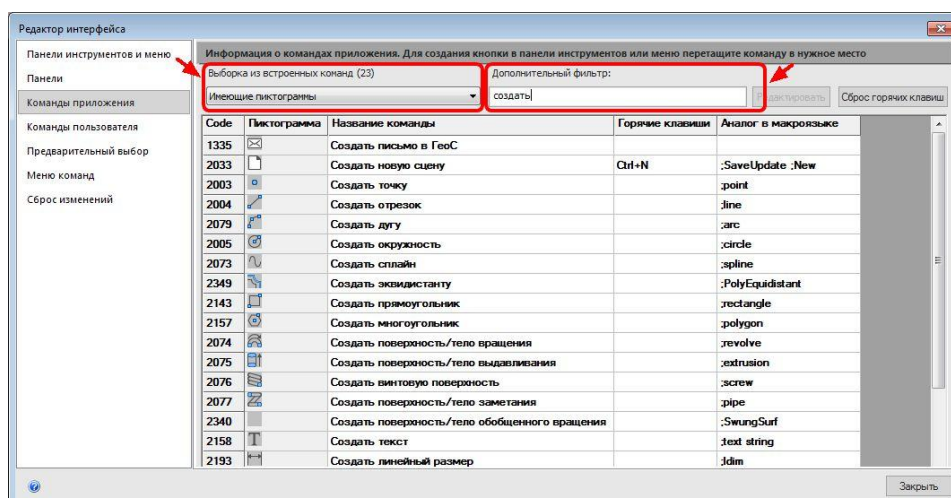 Редактор интерфейса
Панели инструментов и меню
Панели
Команды приложения
Команды пользователя
Предварительный выбор
Меню команд
Сброс изменений
Информация о командах приложения. Для создания кнопки в панели инструментов или меню перетащите команду в нужное место
Выборка из встроенных команд (23)
Дополнительный фильтр:
Имеющие пиктограммы
создать
Редактировать
Сброс горячих клавиш
Code Пиктограмма Название команды Горячие клавиши Аналог в макроязыке
1335 Создать письмо в ГеоС
2033 Создать новую сцену Ctrl+N ;SaveUpdate ;New
2003 Создать точку ;point
2004 Создать отрезок ;line
2079 Создать дугу ;arc
2005 Создать окружность ;circle
2073 Создать сплайн ;spline
2349 Создать эквидистанту ;PolyEquidistant
2143 Создать прямоугольник ;rectangle
2157 Создать многоугольник ;polygon
2074 Создать поверхность/тело вращения ;revolve
2075 Создать поверхность/тело выдавливания ;extrusion
2076 Создать винтовую поверхность ;screw
2077 Создать поверхность/тело заметания ;pipe
2340 Создать поверхность/тело обобщенного вращения ;SwungSurf
2158 Создать текст ;text string
2193 Создать линейный размер ;ldim
Закрыть